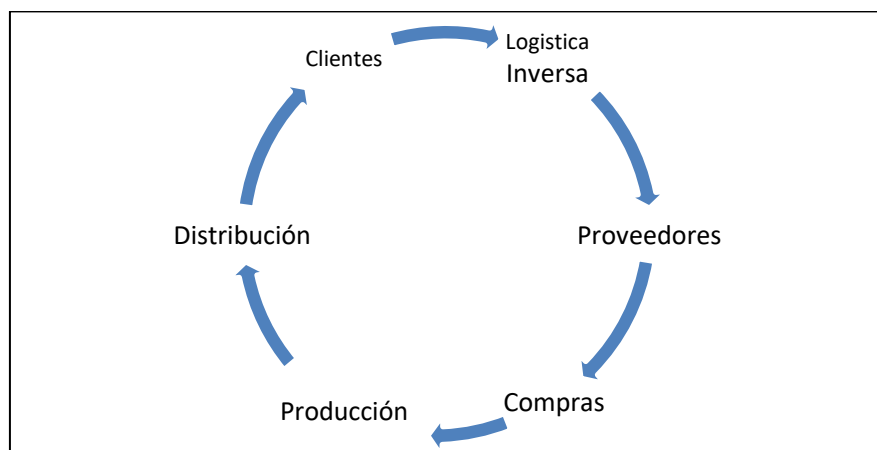 Clientes
Logistica
Inversa
Distribución
Proveedores
Producción
Compras